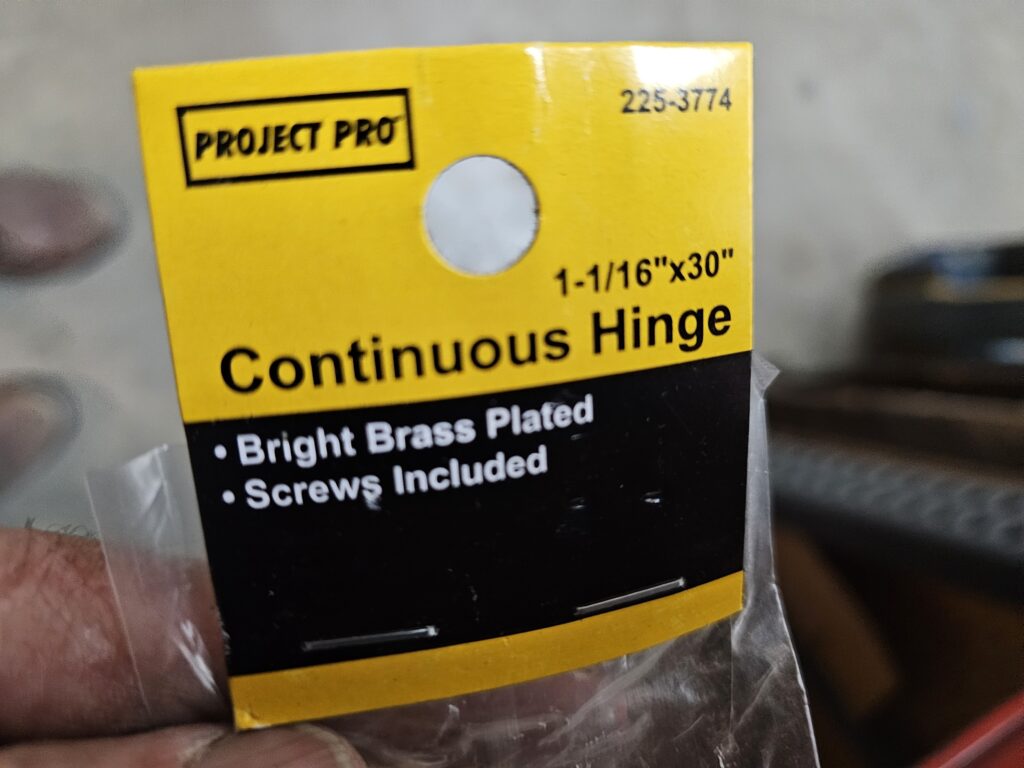 PROJECT PRO
225-3774
1-1/16"x30"
Continuous Hinge
• Bright Brass Plated
• Screws Included